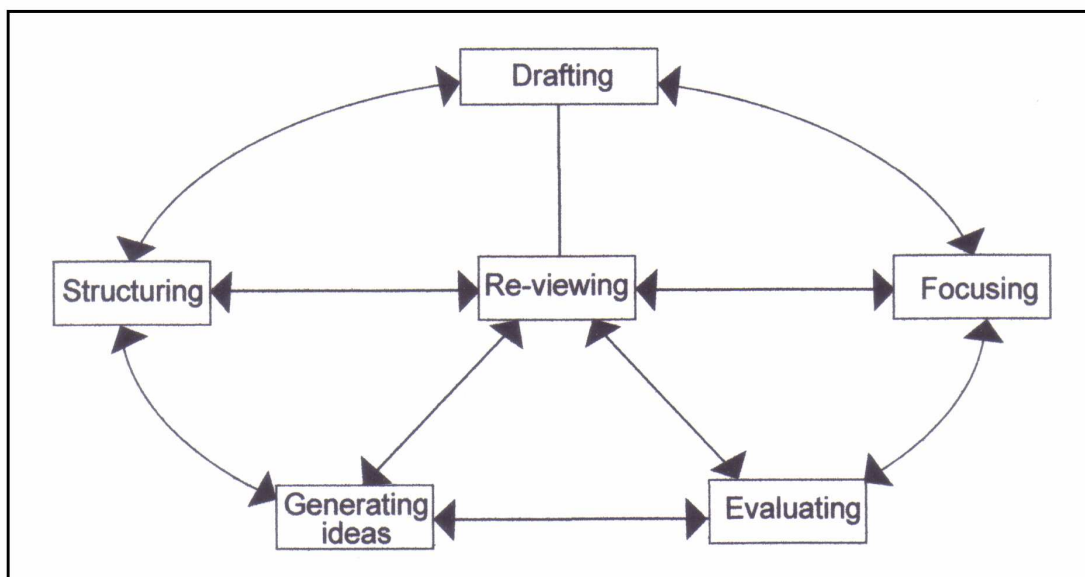 Drafting
Structuring
Re-viewing
Focusing
Generating
ideas
Evaluating